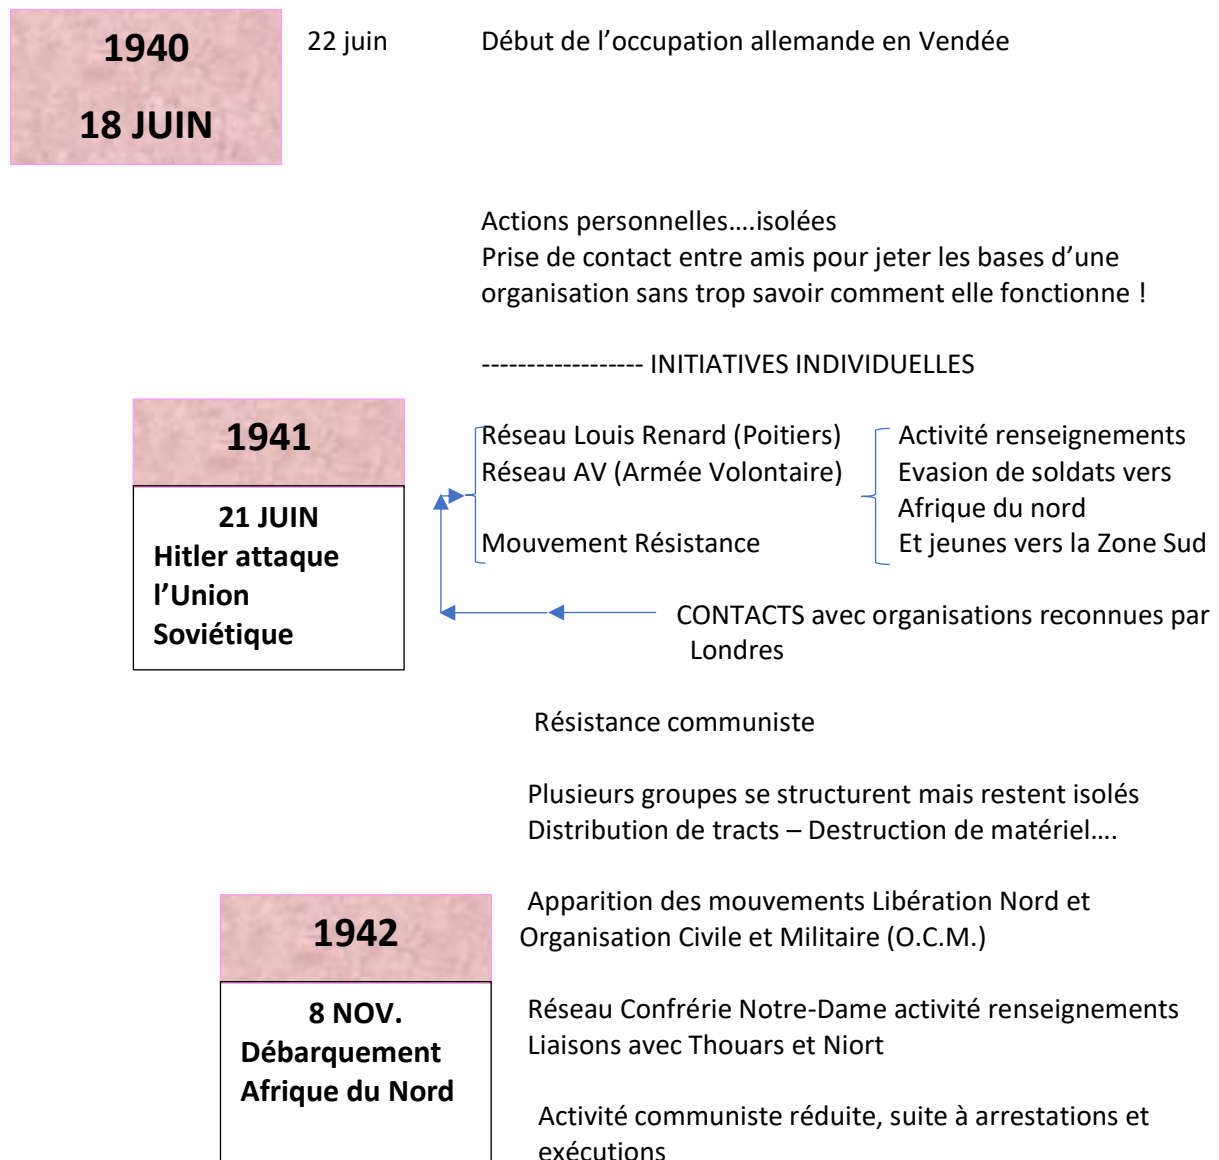 1940
18 JUIN
22 juin Début de l’occupation allemande en Vendée
Actions personnelles….isolées
Prise de contact entre amis pour jeter les bases d’une
organisation sans trop savoir comment elle fonctionne !
------------------ INITIATIVES INDIVIDUELLES
1941
21 JUIN
Hitler attaque
l’Union
Soviétique
Réseau Louis Renard (Poitiers)
Réseau AV (Armée Volontaire)
Mouvement Résistance
Activité renseignements
Evasion de soldats vers
Afrique du nord
Et jeunes vers la Zone Sud
CONTACTS avec organisations reconnues par
Londres
Résistance communiste
Plusieurs groupes se structurent mais restent isolés
Distribution de tracts – Destruction de matériel….
1942
8 NOV.
Débarquement
Afrique du Nord
Apparition des mouvements Libération Nord et
Organisation Civile et Militaire (O.C.M.)
Réseau Confrérie Notre-Dame activité renseignements
Liaisons avec Thouars et Niort
Activité communiste réduite, suite à arrestations et
exécutions